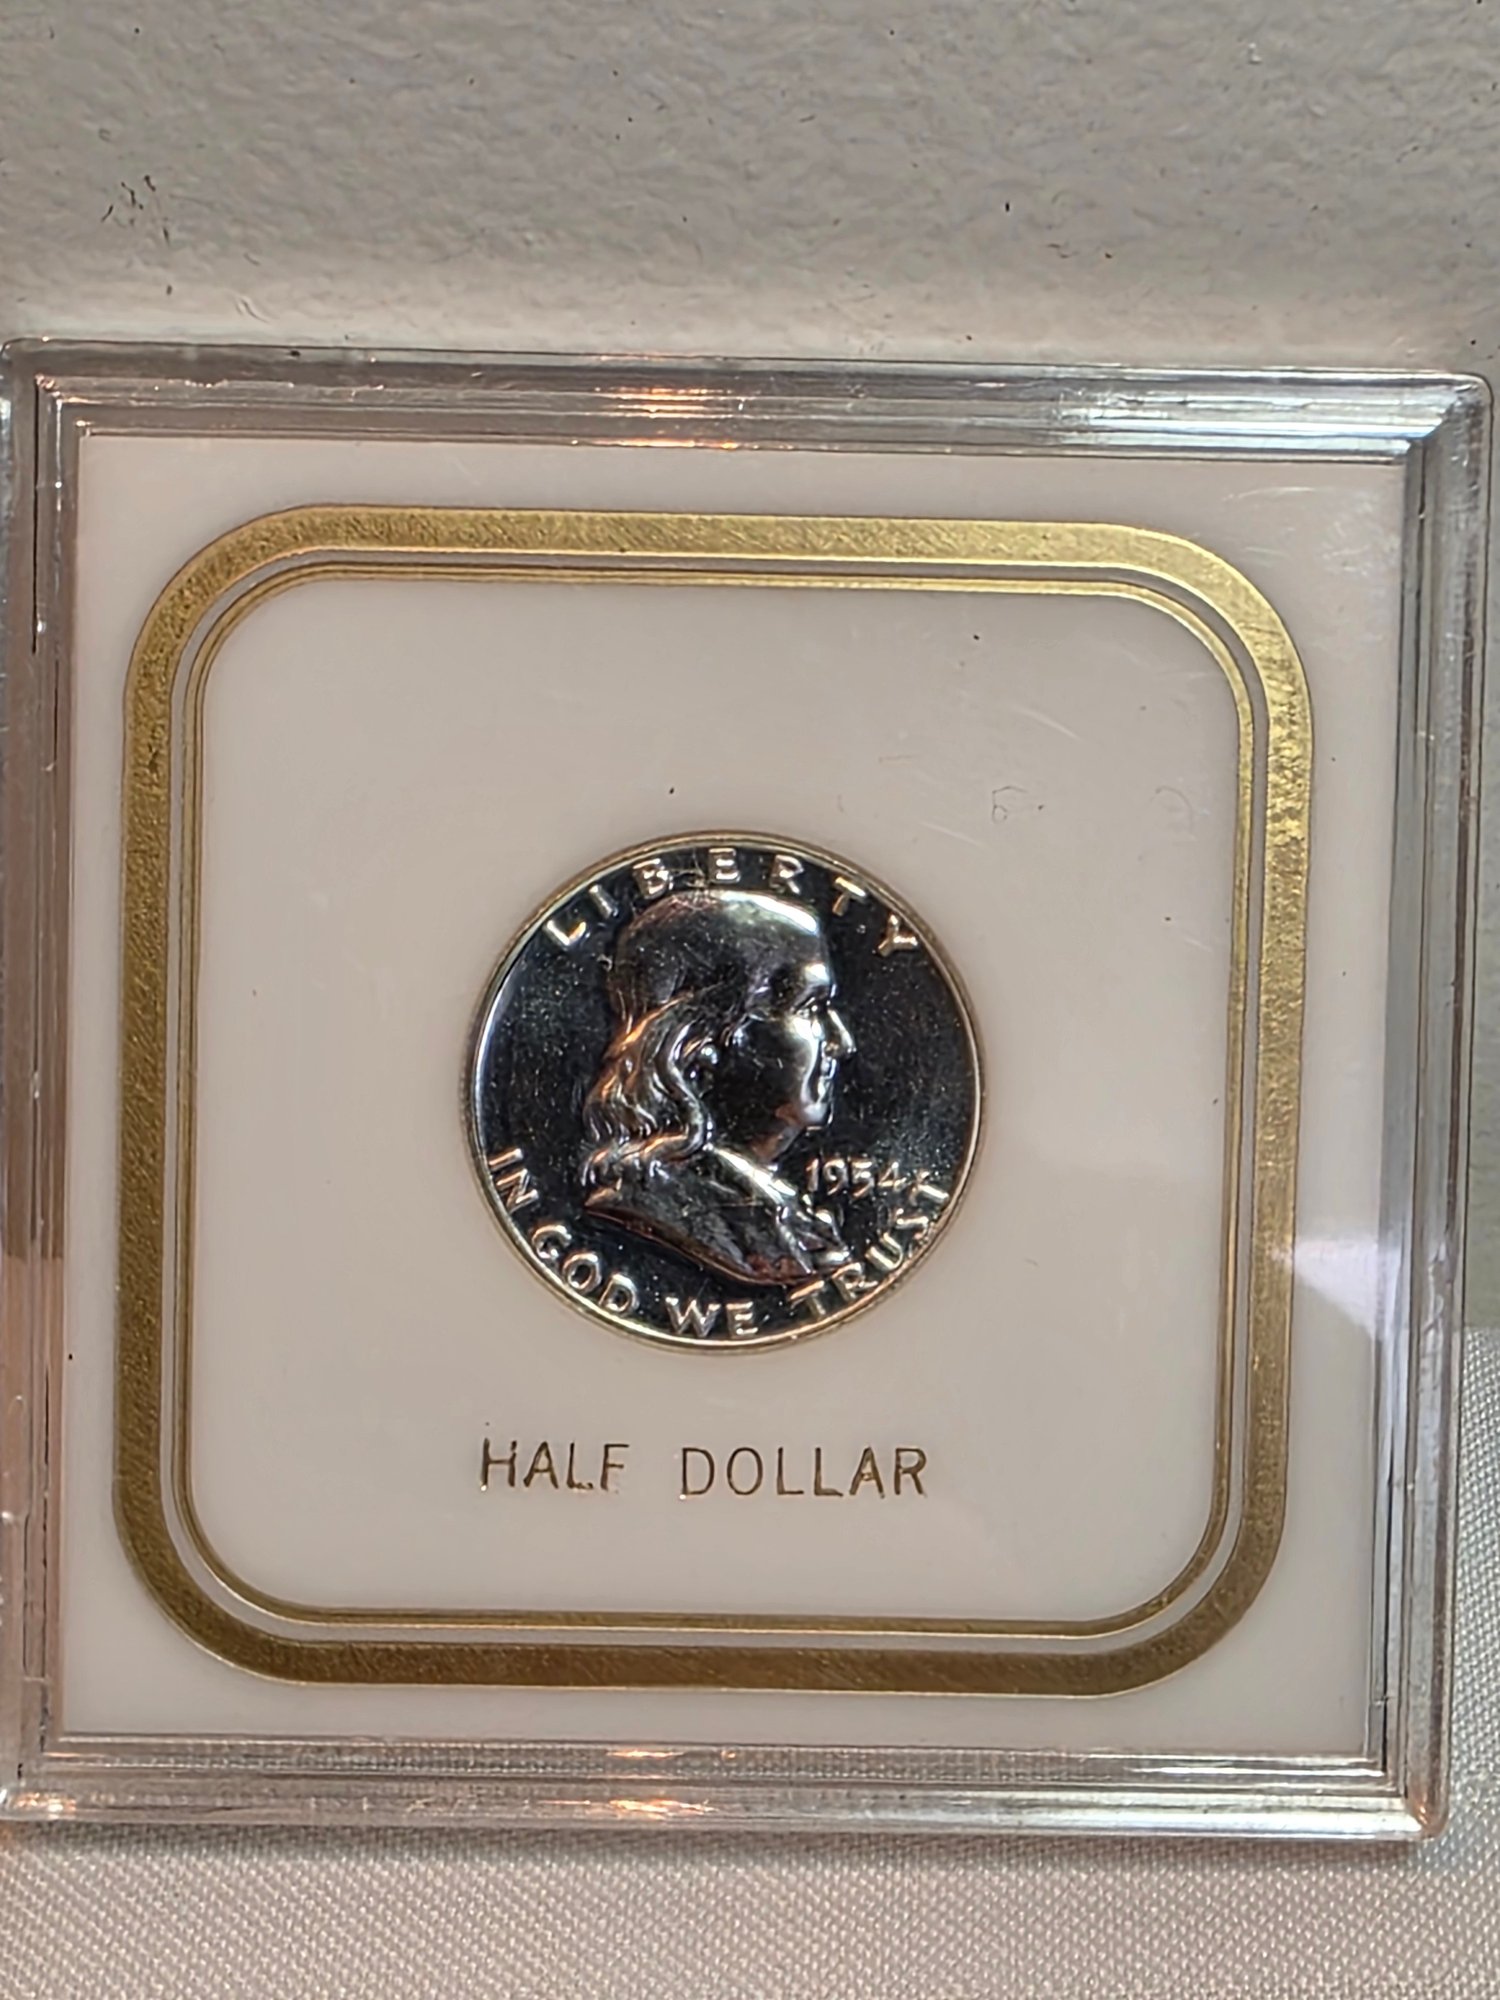 LIBERTY
1954
IN GOD WE TRUST
HALF DOLLAR